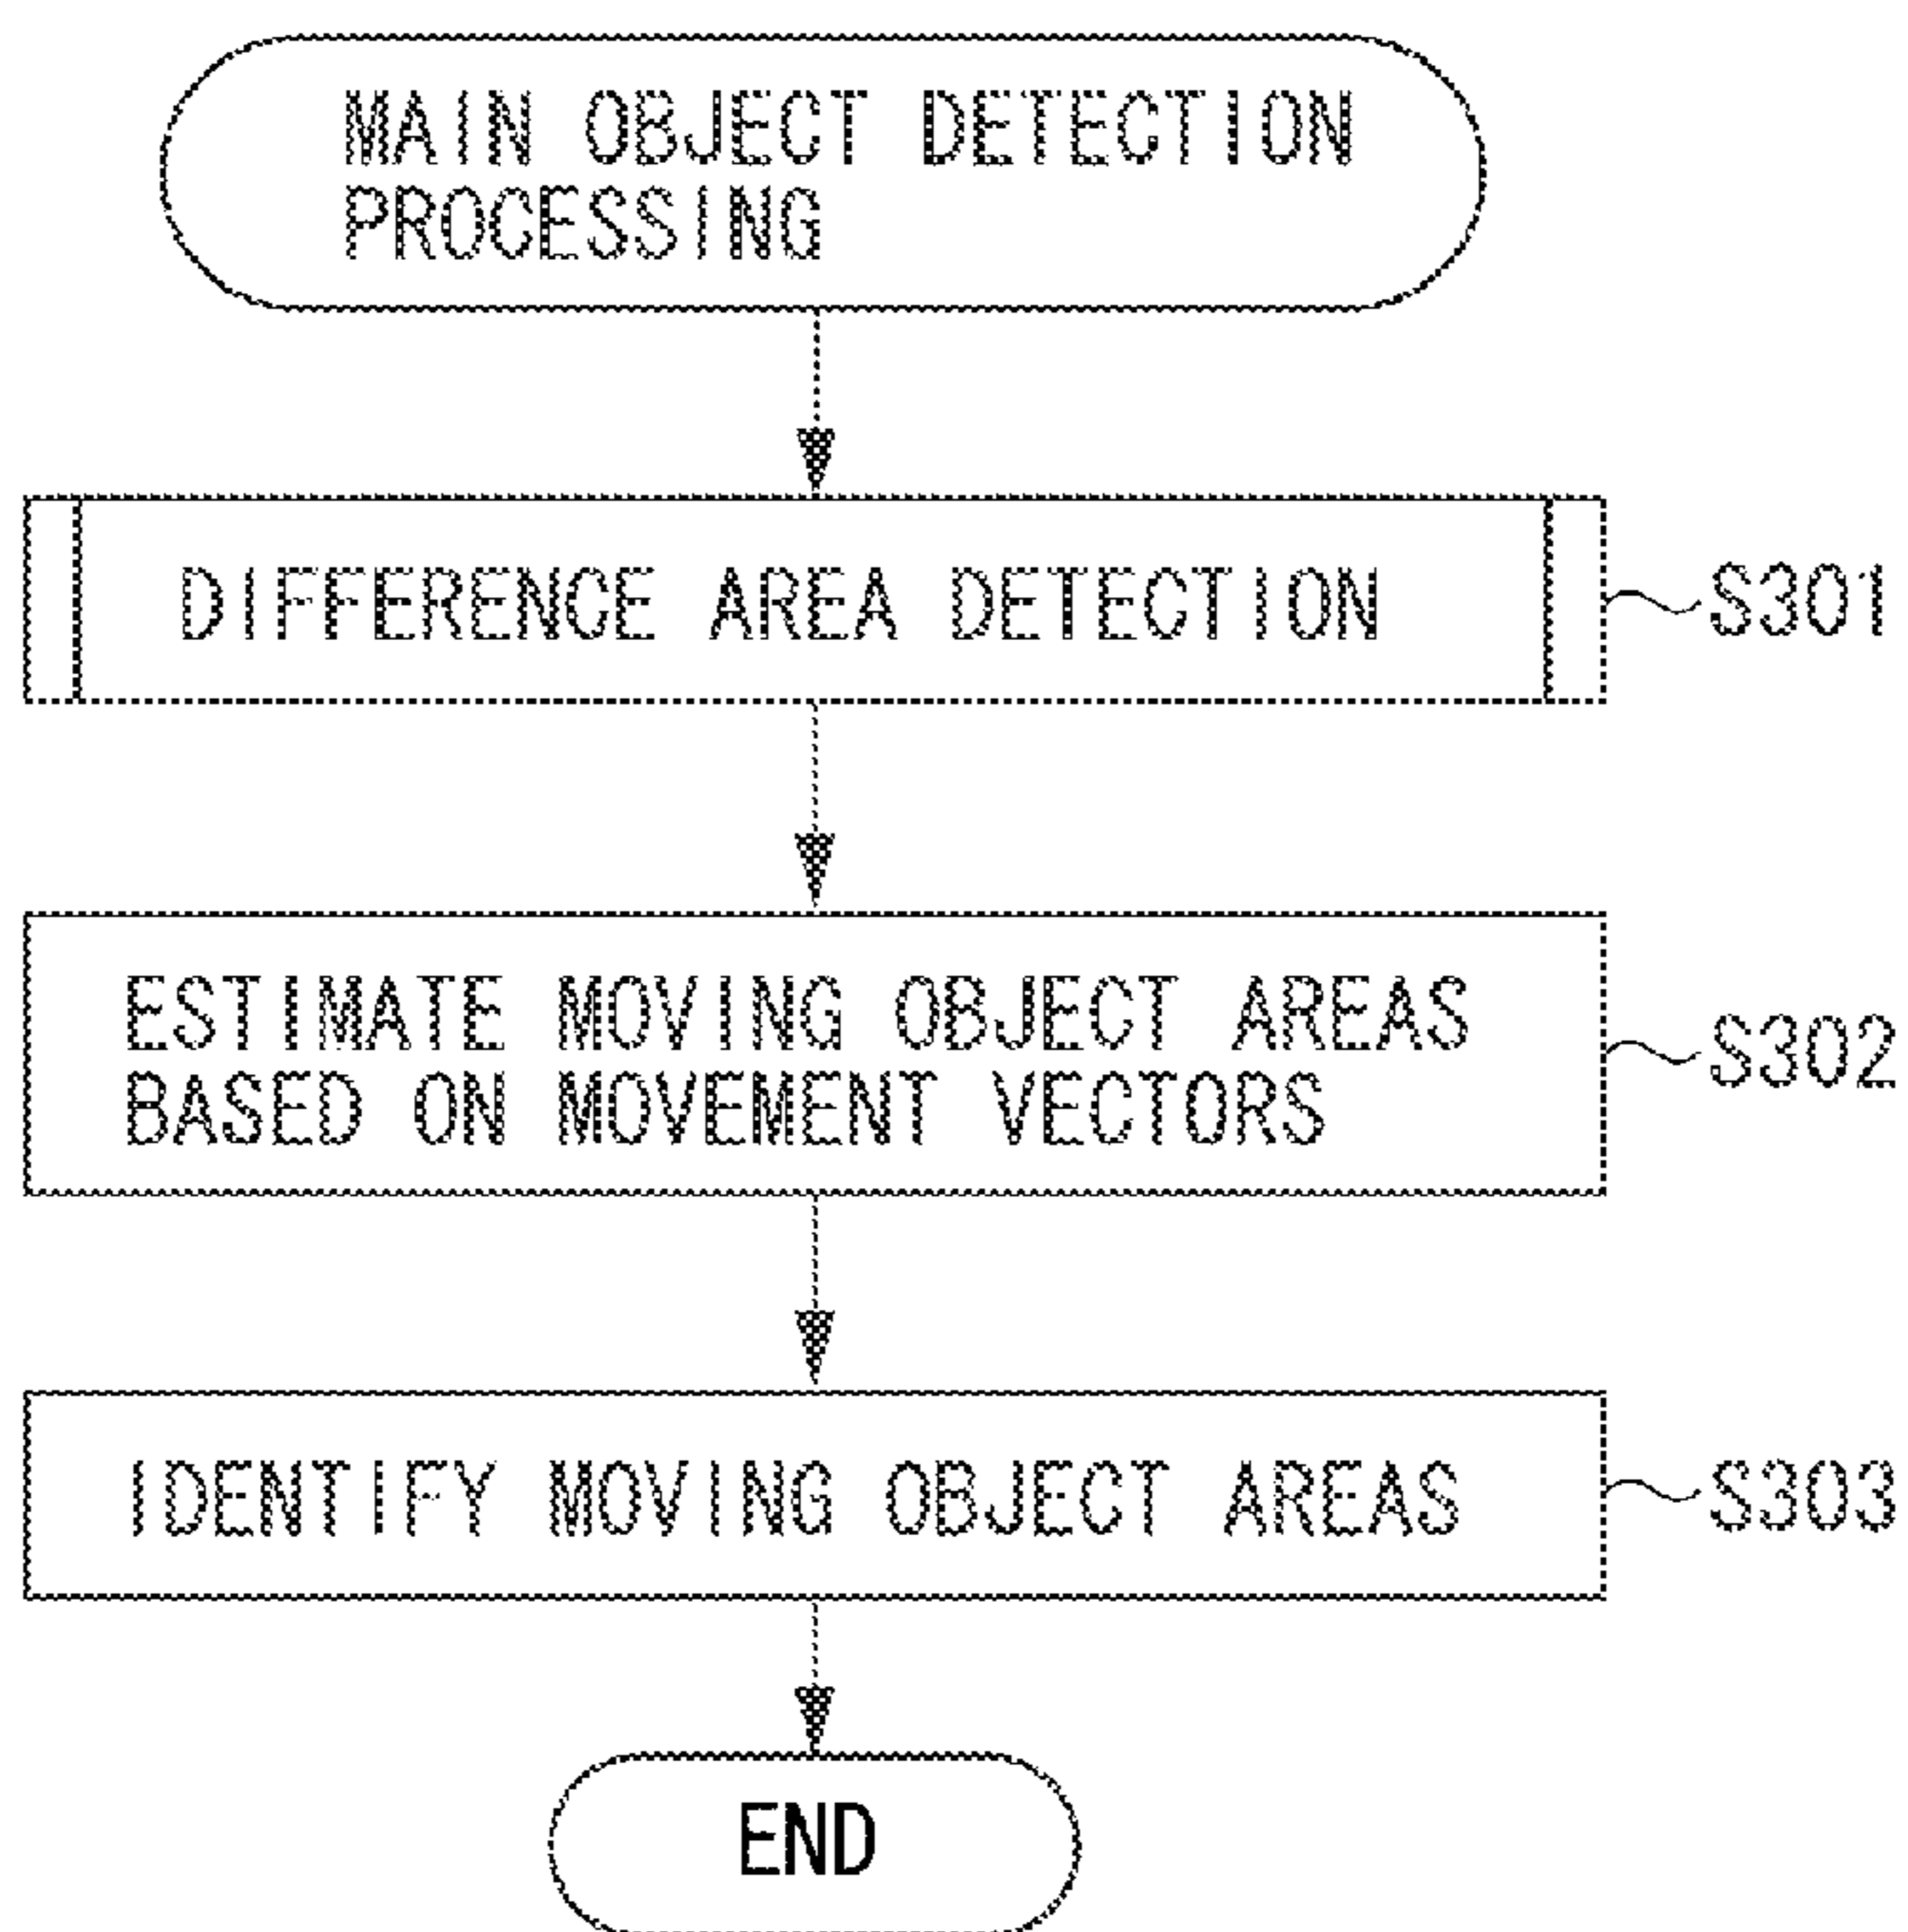 MAIN OBJECT DETECTION
PROCESSING
DIFFERENCE AREA DETECTION
S301
ESTIMATE MOVING OBJECT AREAS
BASED ON MOVEMENT VECTORS
S302
IDENTIFY MOVING OBJECT AREAS
S303
END